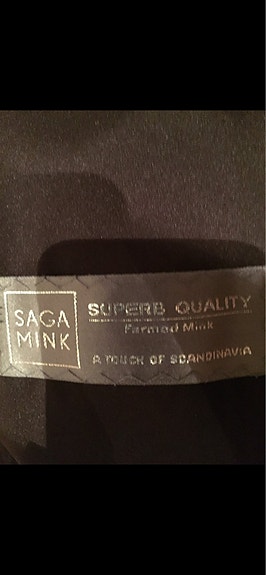 SAGA
MINK
SUPERB QUALITY
Farmed Mink
A TOUCH OF SCANDINAVIA